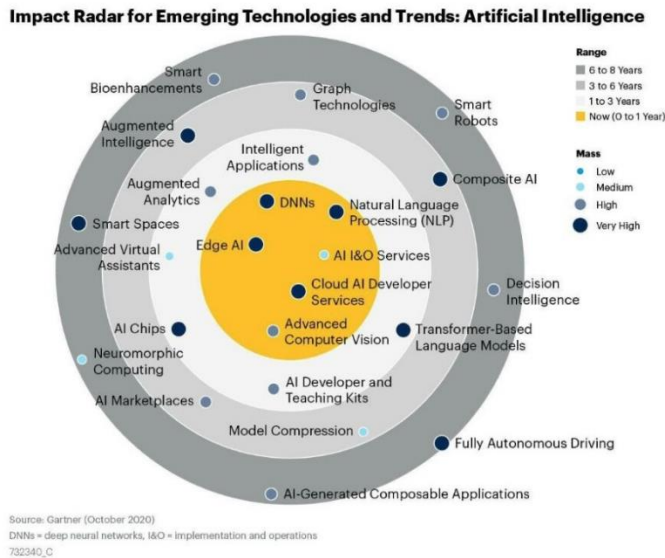 Impact Radar for Emerging Technologies and Trends: Artificial Intelligence
Range
6 to 8 Years
3 to 6 Years
1 to 3 Years
Now (0 to 1 Year)
Mass
Low
Medium
High
Very High
Smart
Bioenhancements
Graph
Technologies
Smart
Robots
Augmented
Intelligence
Intelligent
Applications
Composite AI
Augmented
Analytics
DNNs
Natural Language
Processing (NLP)
Smart Spaces
Edge AI
AI I&O Services
Advanced Virtual
Assistants
Cloud AI Developer
Services
Decision
Intelligence
AI Chips
Advanced
Computer Vision
Transformer-Based
Language Models
Neuromorphic
Computing
AI Marketplaces
AI Developer and
Teaching Kits
Model Compression
Fully Autonomous Driving
AI-Generated Composable Applications
Source: Gartner (October 2020)
DNNs = deep neural networks, I&O = implementation and operations
732340_C